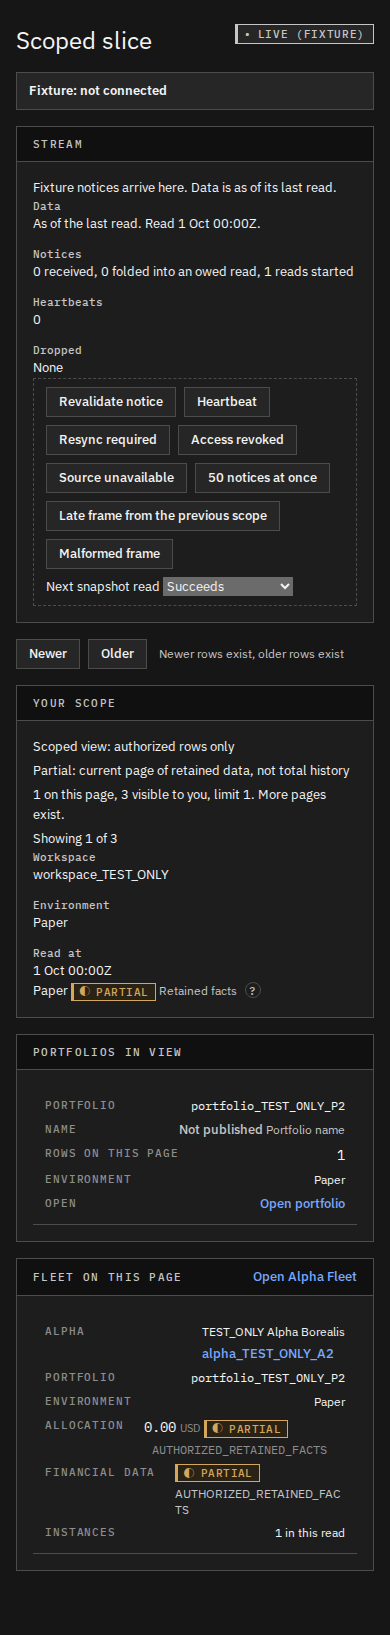 Scoped slice
• LIVE (FIXTURE)
Fixture: not connected
STREAM
Fixture notices arrive here. Data is as of its last read.
Data
As of the last read. Read 1 Oct 00:00Z.
Notices
0 received, 0 folded into an owed read, 1 reads started
Heartbeats
0
Dropped
None
Revalidate notice Heartbeat
Resync required Access revoked
Source unavailable 50 notices at once
Late frame from the previous scope
Malformed frame
Next snapshot read Succeeds
Newer Older Newer rows exist, older rows exist
YOUR SCOPE
Scoped view: authorized rows only
Partial: current page of retained data, not total history
1 on this page, 3 visible to you, limit 1. More pages
exist.
Showing 1 of 3
Workspace
workspace_TEST_ONLY
Environment
Paper
Read at
1 Oct 00:00Z
Paper PARTIAL Retained facts ?
PORTFOLIOS IN VIEW
PORTFOLIO portfolio_TEST_ONLY_P2
NAME Not published Portfolio name
ROWS ON THIS PAGE 1
ENVIRONMENT Paper
OPEN Open portfolio
FLEET ON THIS PAGE Open Alpha Fleet
ALPHA TEST_ONLY Alpha Borealis
alpha_TEST_ONLY_A2
PORTFOLIO portfolio_TEST_ONLY_P2
ENVIRONMENT Paper
ALLOCATION 0.00 USD PARTIAL
AUTHORIZED_RETAINED_FACTS
FINANCIAL DATA PARTIAL
AUTHORIZED_RETAINED_FAC
TS
INSTANCES 1 in this read